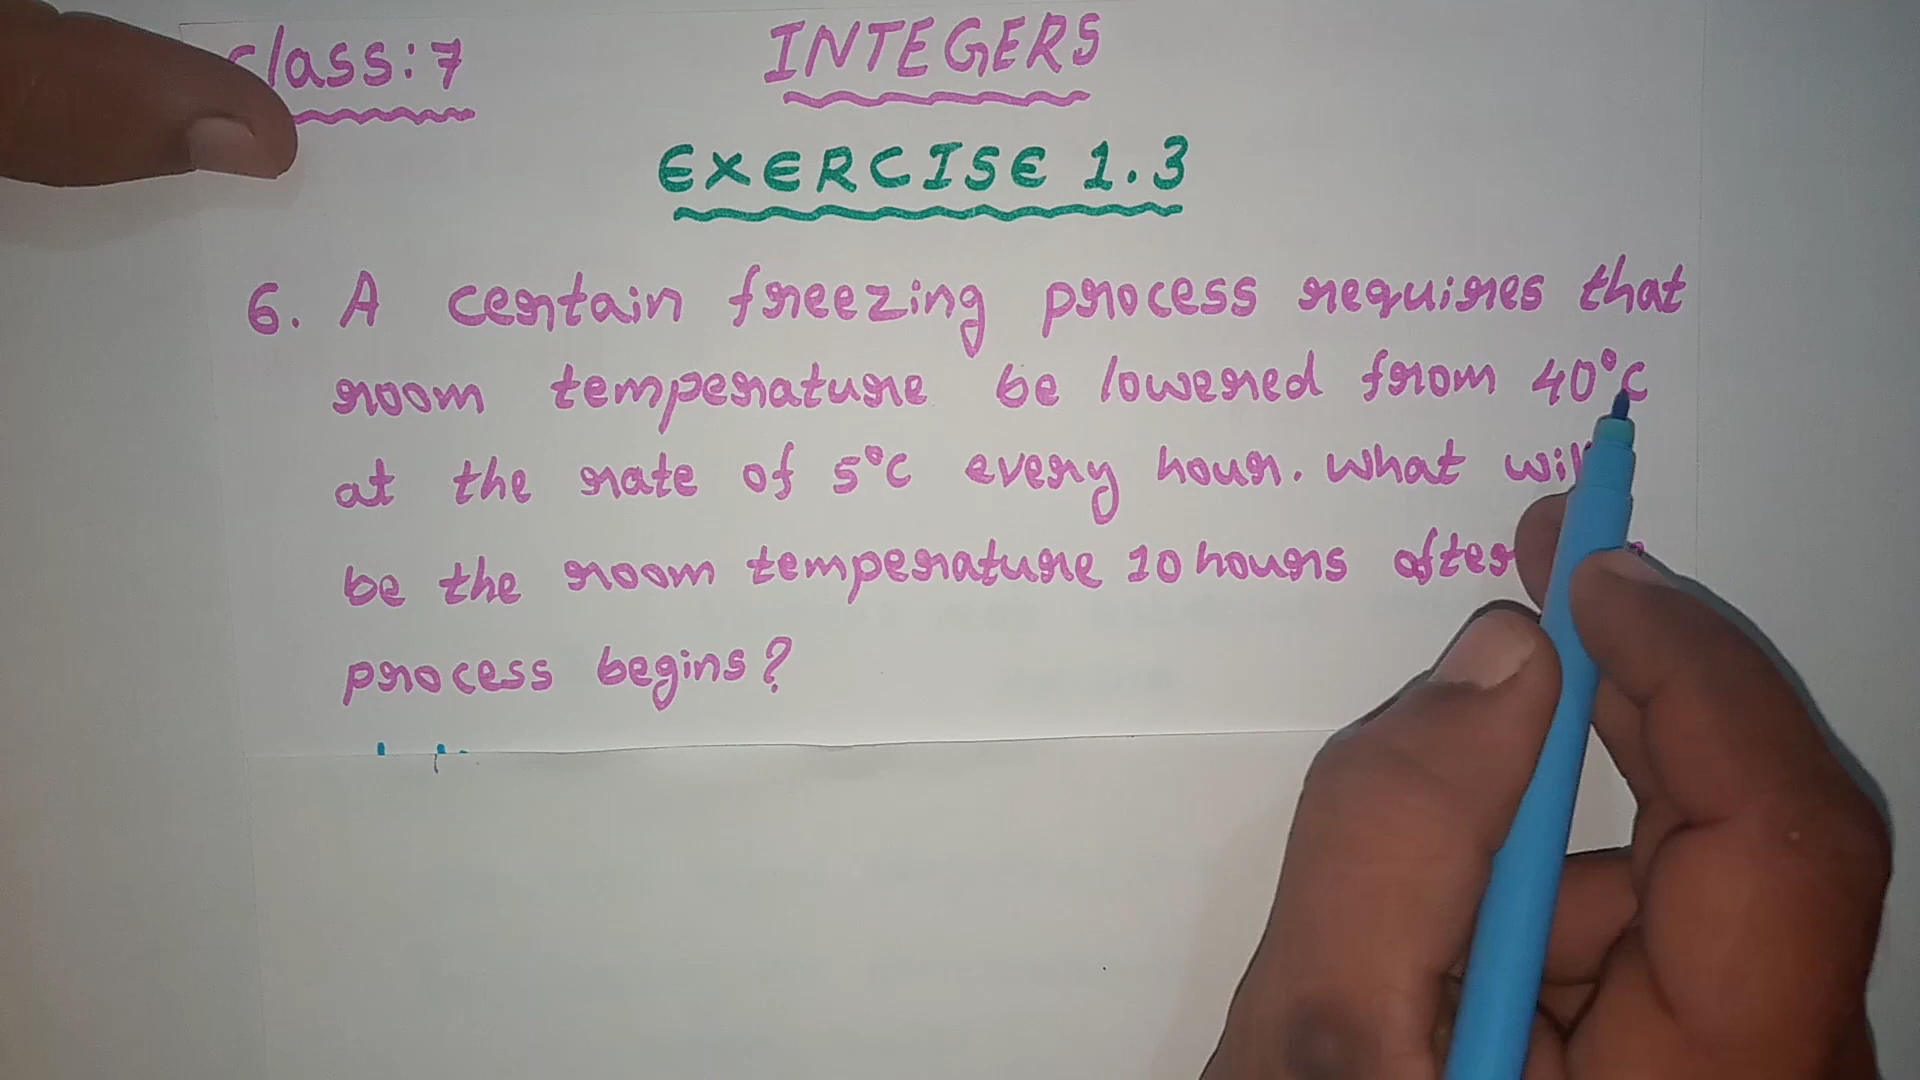 class: 7
INTEGERS
EXERCISE 1.3
6. A certain freezing process requires that
room temperature be lowered from 40°C
at the rate of 5°C every hour. What will
be the room temperature 10 hours after
process begins?